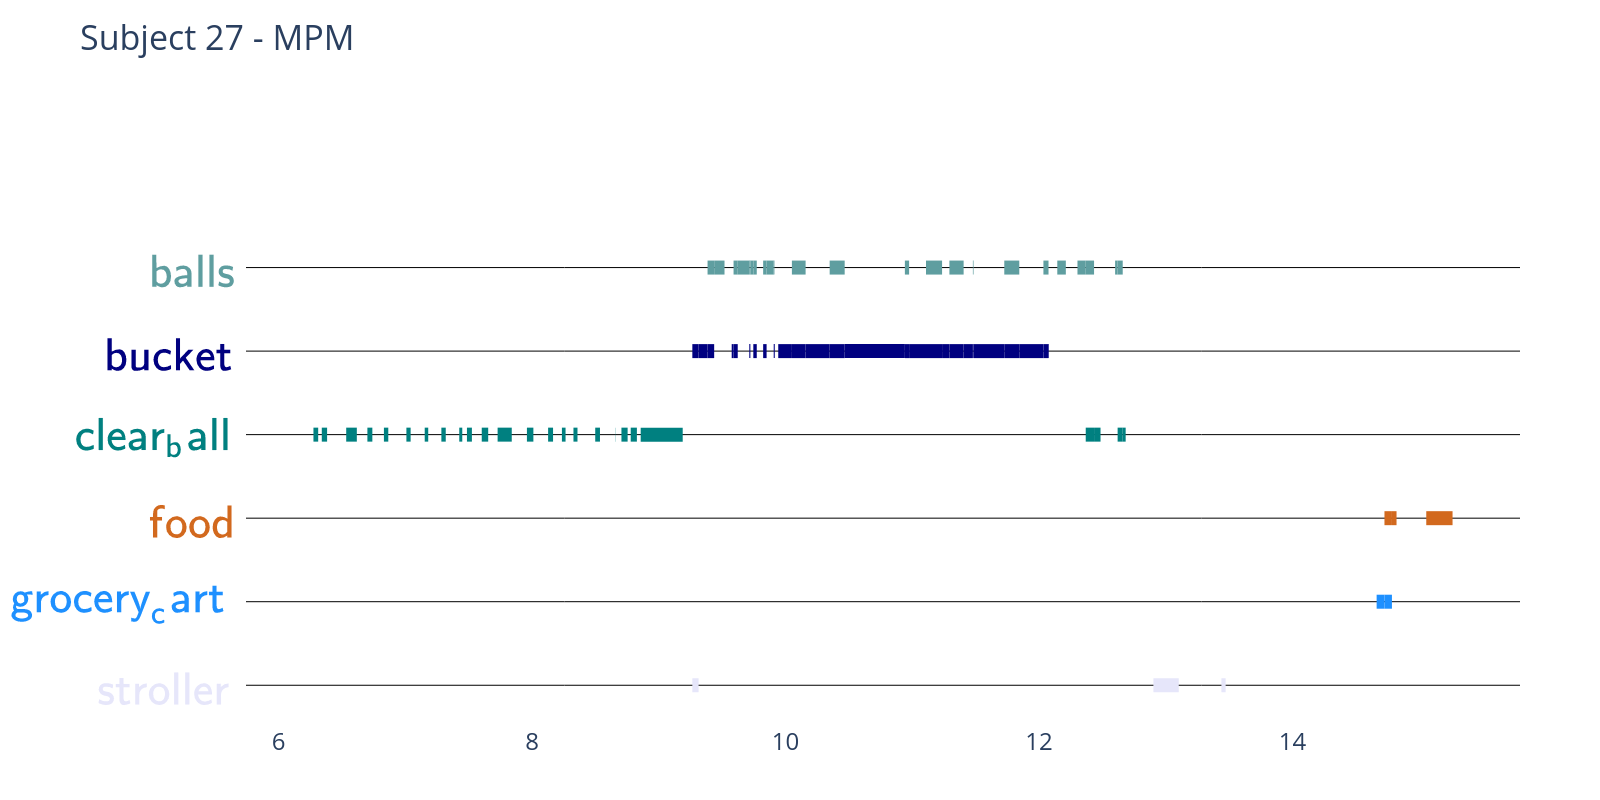 Subject 27 - MPM
balls
bucket
clear_ball
food
grocery_cart
stroller
6 8 10 12 14